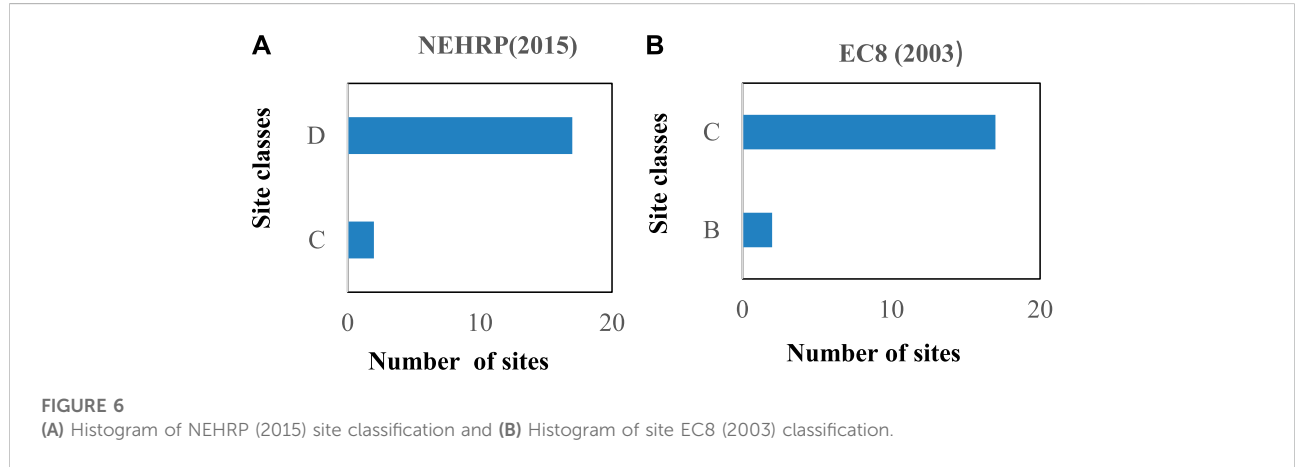 A
NEHRP(2015)
Site classes
D
C
0 10 20
Number of sites
B
EC8 (2003)
Site classes
C
B
0 10 20
Number of sites
FIGURE 6
(A) Histogram of NEHRP (2015) site classification and (B) Histogram of site EC8 (2003) classification.